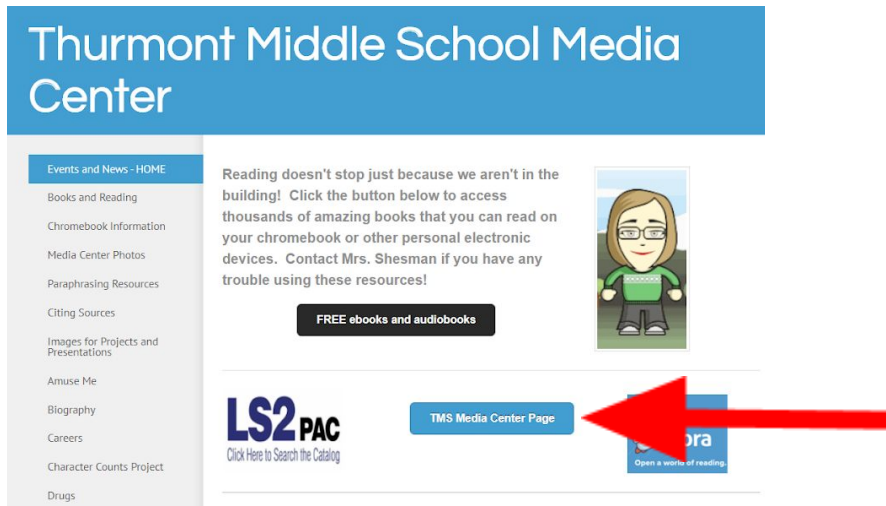 Thurmont Middle School Media
Center
Events and News - HOME
Books and Reading
Chromebook Information
Media Center Photos
Paraphrasing Resources
Citing Sources
Images for Projects and
Presentations
Amuse Me
Biography
Careers
Character Counts Project
Drugs
Reading doesn't stop just because we aren't in the
building! Click the button below to access
thousands of amazing books that you can read on
your chromebook or other personal electronic
devices. Contact Mrs. Shesman if you have any
trouble using these resources!
FREE ebooks and audiobooks
LS2 PAC
Click Here to Search the Catalog
TMS Media Center Page
Open a world of reading.